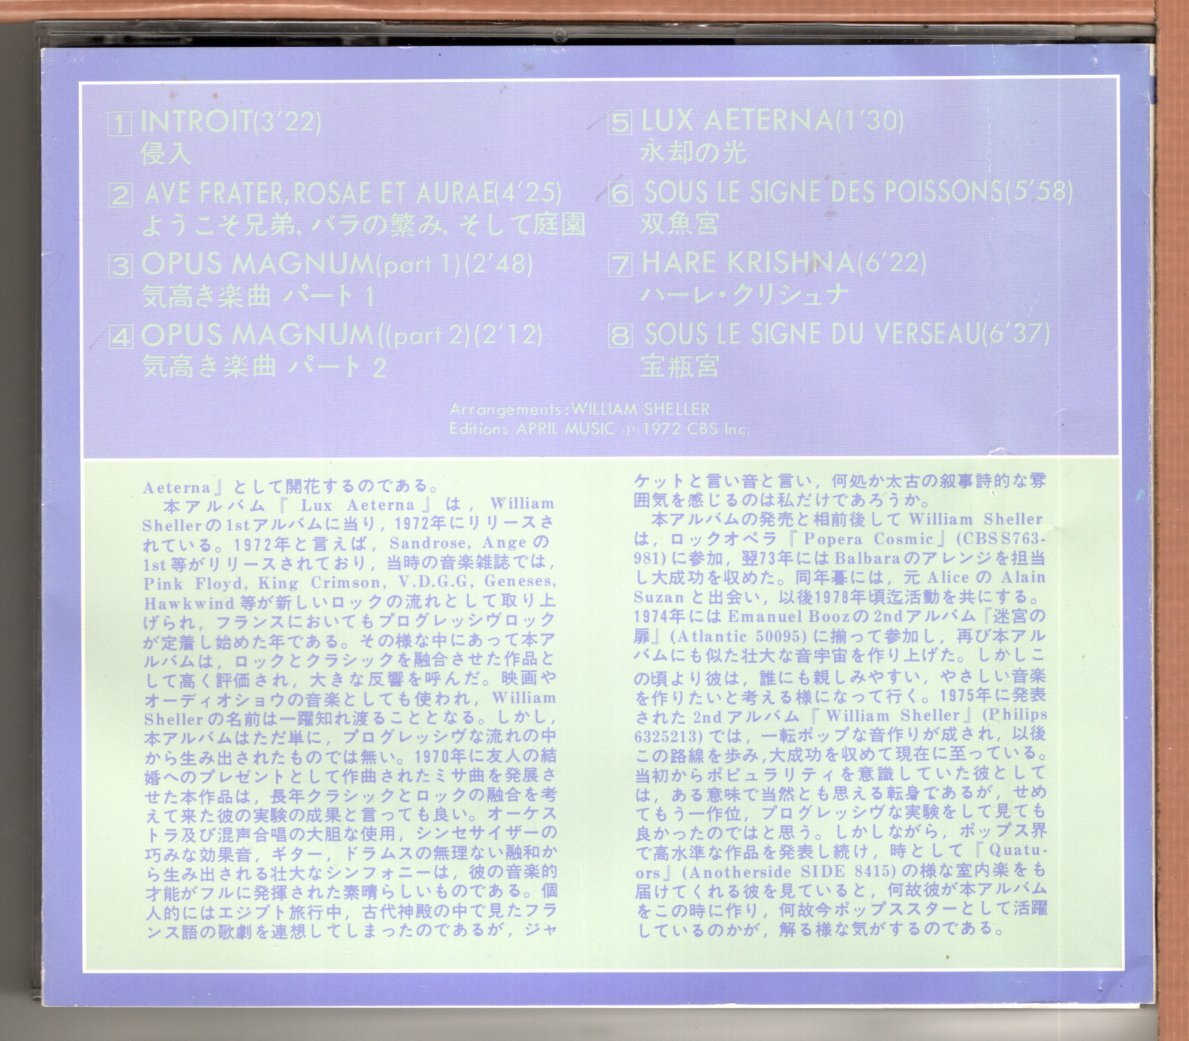 1 INTROIT(3'22)
侵入
2 AVE FRATER,ROSAE ET AURAE(4'25)
ようこそ兄弟、バラの繁み、そして庭園
3 OPUS MAGNUM(part 1)(2'48)
気高き楽曲 パート 1
4 OPUS MAGNUM((part 2)(2'12)
気高き楽曲 パート 2
5 LUX AETERNA(1'30)
永却の光
6 SOUS LE SIGNE DES POISSONS(5'58)
双魚宮
7 HARE KRISHNA(6'22)
ハーレ・クリシュナ
8 SOUS LE SIGNE DU VERSEAU(6'37)
宝瓶宮
Arrangements:WILLIAM SHELLER
Editions APRIL MUSIC ℗1972 CBS Inc.
Aeterna』として開花するのである。
本アルバム『Lux Aeterna』は，William
Shellerの1stアルバムに当り，1972年にリリースさ
れている。1972年と言えば，Sandrose, Angeの
1st等がリリースされており，当時の音楽雑誌では，
Pink Floyd, King Crimson, V.D.G.G, Geneses,
Hawkwind等が新しいロックの流れとして取り上
げられ，フランスにおいてもプログレッシヴロック
が定着し始めた年である。その様な中にあって本ア
ルバムは，ロックとクラシックを融合させた作品と
して高く評価され，大きな反響を呼んだ。映画や
オーディオショウの音楽としても使われ，William
Shellerの名前は一躍知れ渡ることとなる。しかし，
本アルバムはただ単に，プログレッシヴな流れの中
から生み出されたものでは無い。1970年に友人の結
婚へのプレゼントとして作曲されたミサ曲を発展さ
せた本作品は，長年クラシックとロックの融合を考
えて来た彼の実験の成果と言っても良い。オーケス
トラ及び混声合唱の大胆な使用，シンセサイザーの
巧みな効果音，ギター，ドラムスの無理ない融和か
ら生み出される壮大なシンフォニーは，彼の音楽的
才能がフルに発揮された素晴らしいものである。個
人的にはエジプト旅行中，古代神殿の中で見たフラ
ンス語の歌劇を連想してしまったのであるが，ジャ
ケットと言い音と言い，何処か太古の叙事詩的な雰
囲気を感じるのは私だけであろうか。
本アルバムの発売と相前後してWilliam Sheller
は，ロックオペラ『Popera Cosmic』(CBS S763-
981)に参加，翌73年にはBalbaraのアレンジを担当
し大成功を収めた。同年暮には，元AliceのAlain
Suzanと出会い，以後1978年頃迄活動を共にする。
1974年にはEmanuel Boozの2ndアルバム『迷宮の
扉』(Atlantic 50095)に揃って参加し，再び本アル
バムにも似た壮大な音宇宙を作り上げた。しかしこ
の頃より彼は，誰にも親しみやすい，やさしい音楽
を作りたいと考える様になって行く。1975年に発表
された2ndアルバム『William Sheller』(Philips
6325213)では，一転ポップな音作りが成され，以後
この路線を歩み,大成功を収めて現在に至っている。
当初からポピュラリティを意識していた彼として
は，ある意味で当然とも思える転身であるが，せめ
てもう一作位，プログレッシヴな実験をして見ても
良かったのではと思う。しかしながら，ポップス界
で高水準な作品を発表し続け，時として『Quatu-
ors』(Anotherside SIDE 8415)の様な室内楽をも
届けてくれる彼を見ていると，何故彼が本アルバム
をこの時に作り，何故今ポップススターとして活躍
しているのかが，解る様な気がするのである。